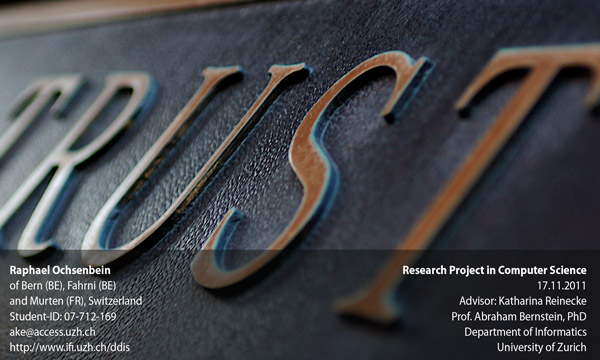 TRUST
Raphael Ochsenbein
of Bern (BE), Fahrni (BE)
and Murten (FR), Switzerland
Student-ID: 07-712-169
ake@access.uzh.ch
http://www.ifi.uzh.ch/ddis
Research Project in Computer Science
17.11.2011
Advisor: Katharina Reinecke
Prof. Abraham Bernstein, PhD
Department of Informatics
University of Zurich